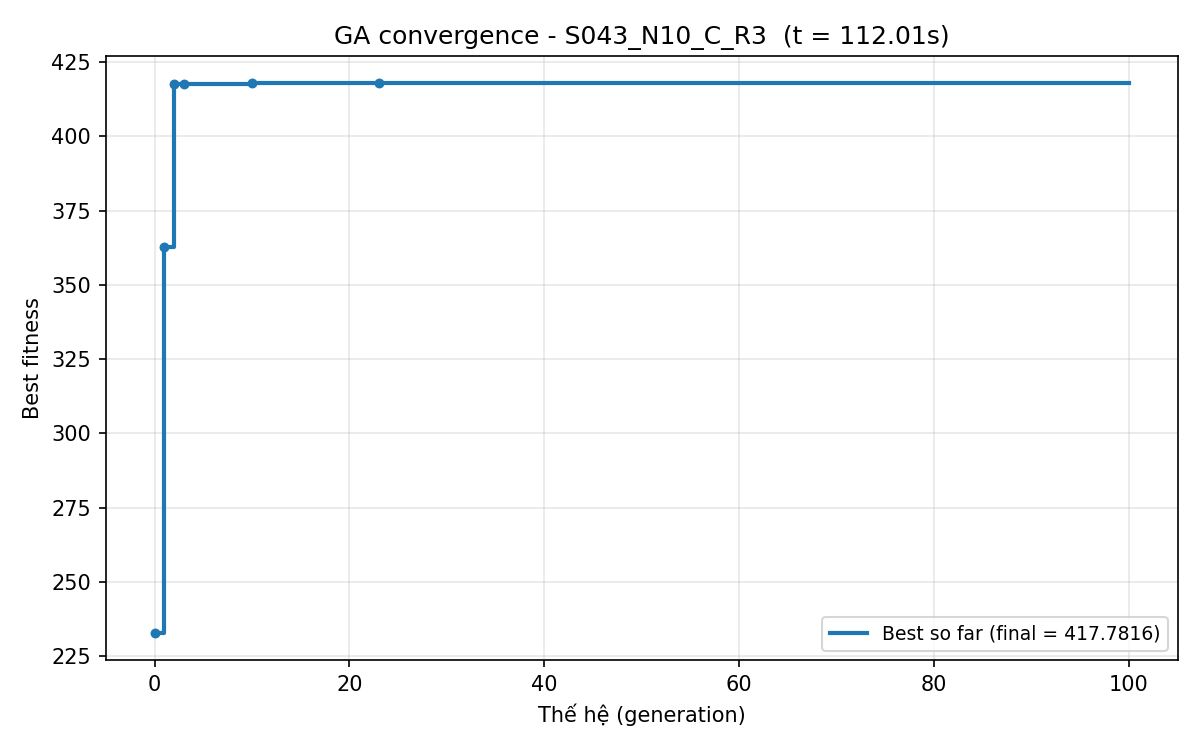 GA convergence - S043_N10_C_R3 (t = 112.01s)
425
400
375
350
325
300
275
250
225
Best fitness
Best so far (final = 417.7816)
0 20 40 60 80 100
Thế hệ (generation)